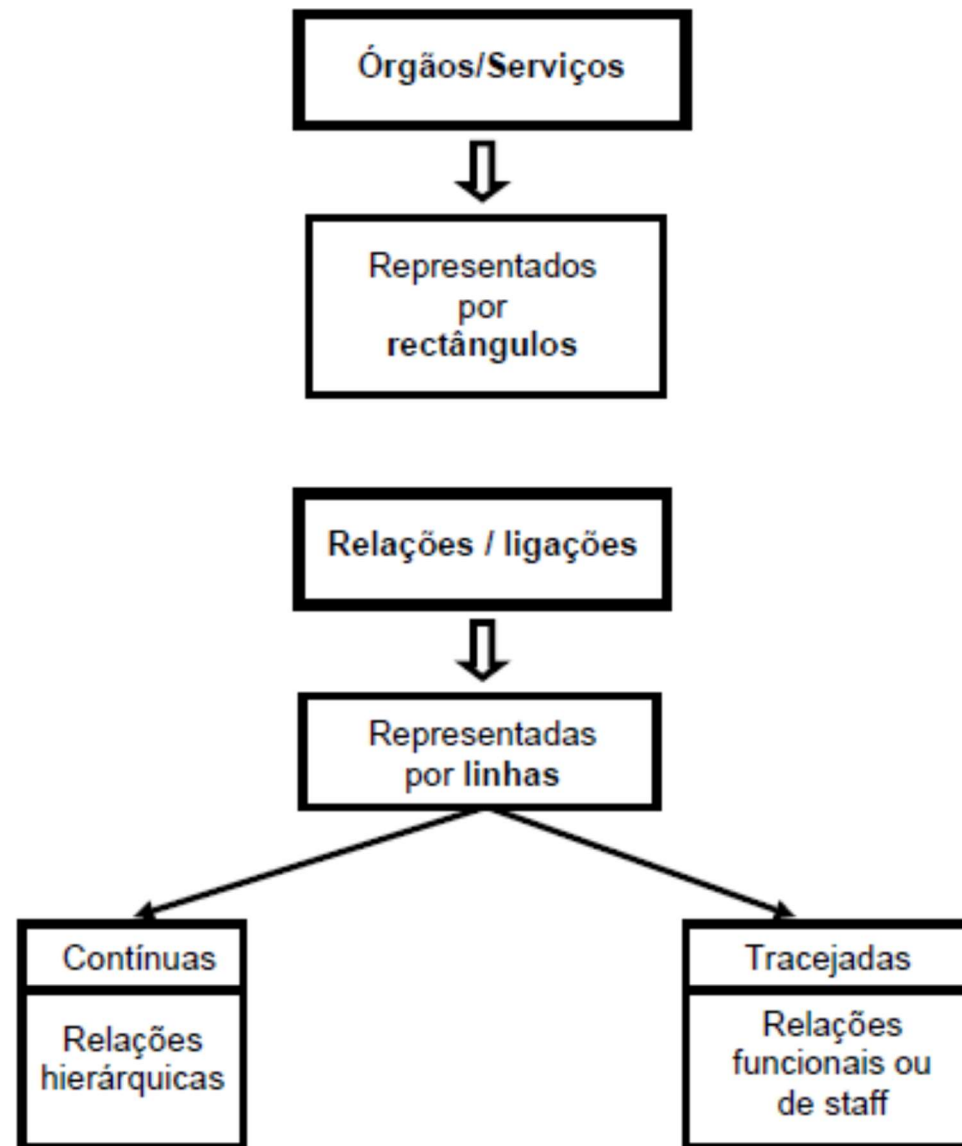 Órgãos/Serviços
Representados
por
rectângulos
Relações / ligações
Representadas
por linhas
Contínuas
Relações
hierárquicas
Tracejadas
Relações
funcionais ou
de staff